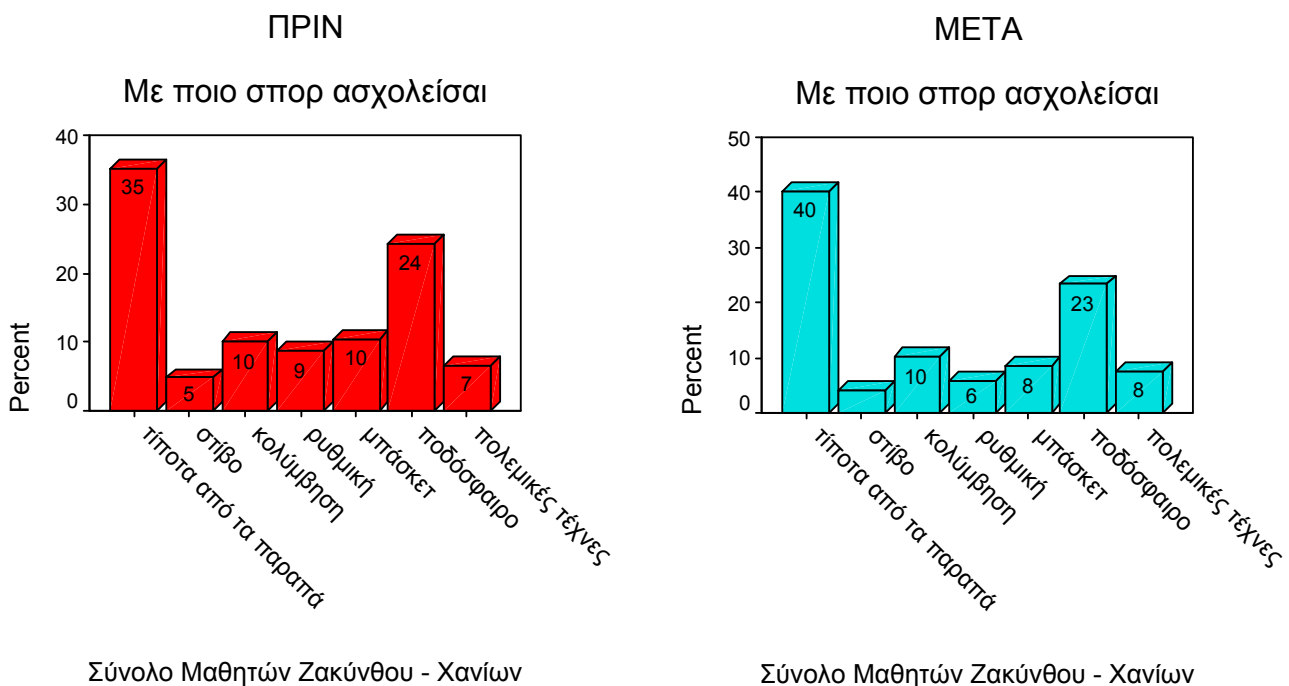 ΠΡΙΝ
Με ποιο σπορ ασχολείσαι
Percent
40
30
20
10
0
35
5
10
9
10
24
7
τίποτα από τα παραπά
στίβο
κολύμβηση
ρυθμική
μπάσκετ
ποδόσφαιρο
πολεμικές τέχνες
Σύνολο Μαθητών Ζακύνθου - Χανίων
ΜΕΤΑ
Με ποιο σπορ ασχολείσαι
Percent
50
40
30
20
10
0
40
10
6
8
23
8
τίποτα από τα παραπά
στίβο
κολύμβηση
ρυθμική
μπάσκετ
ποδόσφαιρο
πολεμικές τέχνες
Σύνολο Μαθητών Ζακύνθου - Χανίων